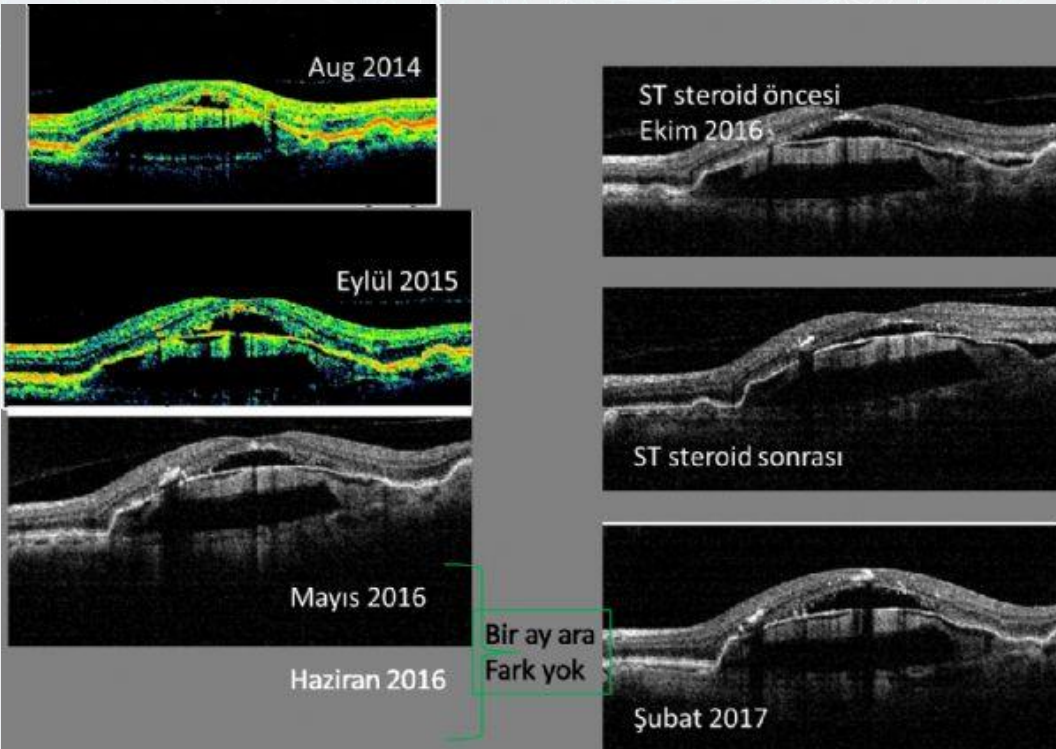 Aug 2014
Eylül 2015
Mayıs 2016
Haziran 2016
Bir ay ara
Fark yok
ST steroid öncesi
Ekim 2016
ST steroid sonrası
Şubat 2017